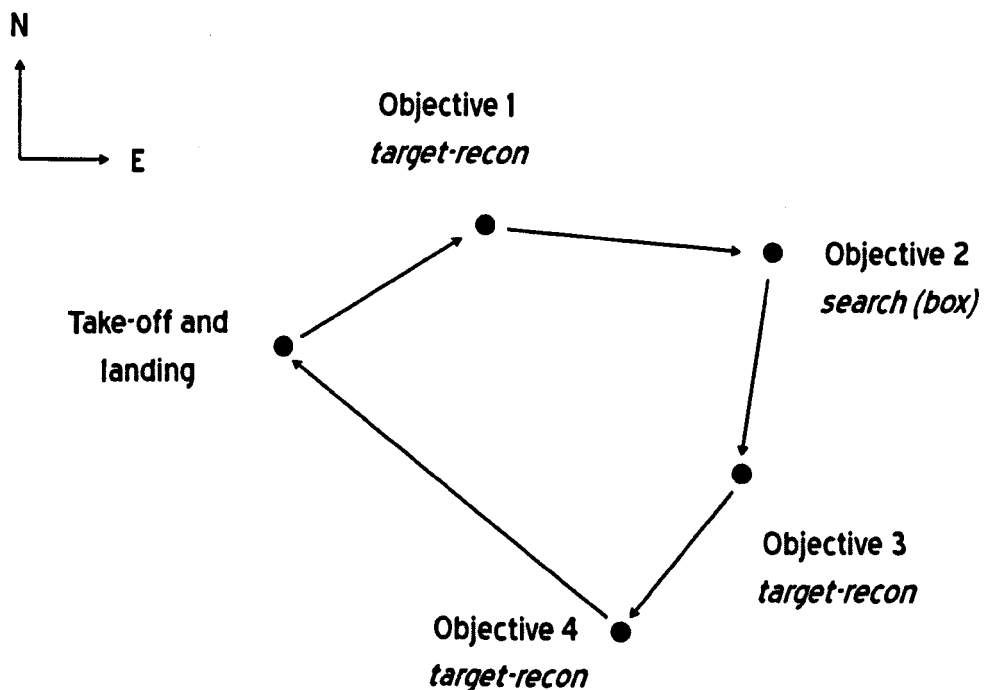 N
E
Objective 1
target-recon
Objective 2
search (box)
Take-off and
landing
Objective 3
target-recon
Objective 4
target-recon